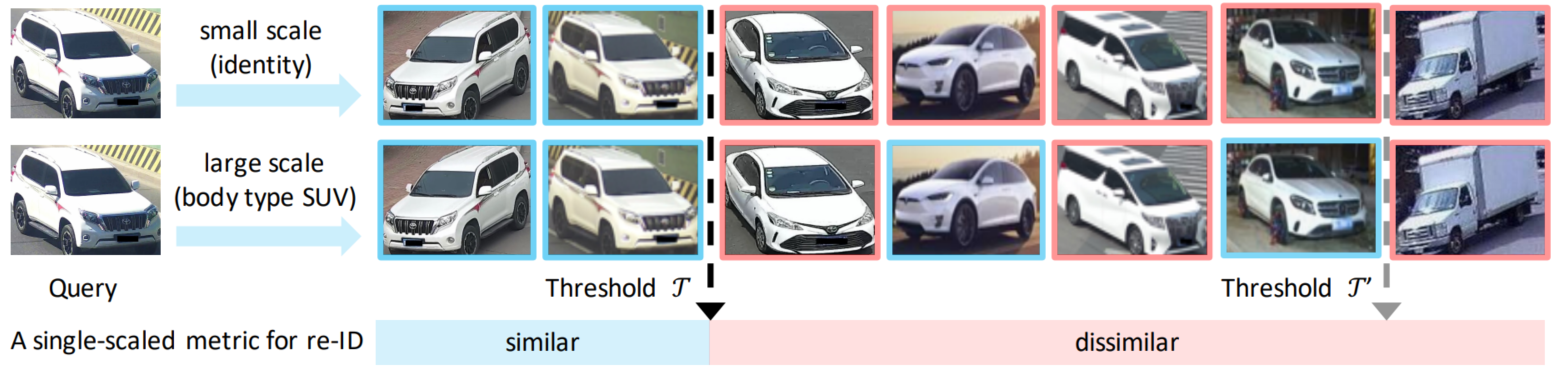 small scale
(identity)
large scale
(body type SUV)
Query
Threshold 𝒯
Threshold 𝒯’
A single-scaled metric for re-ID
similar
dissimilar